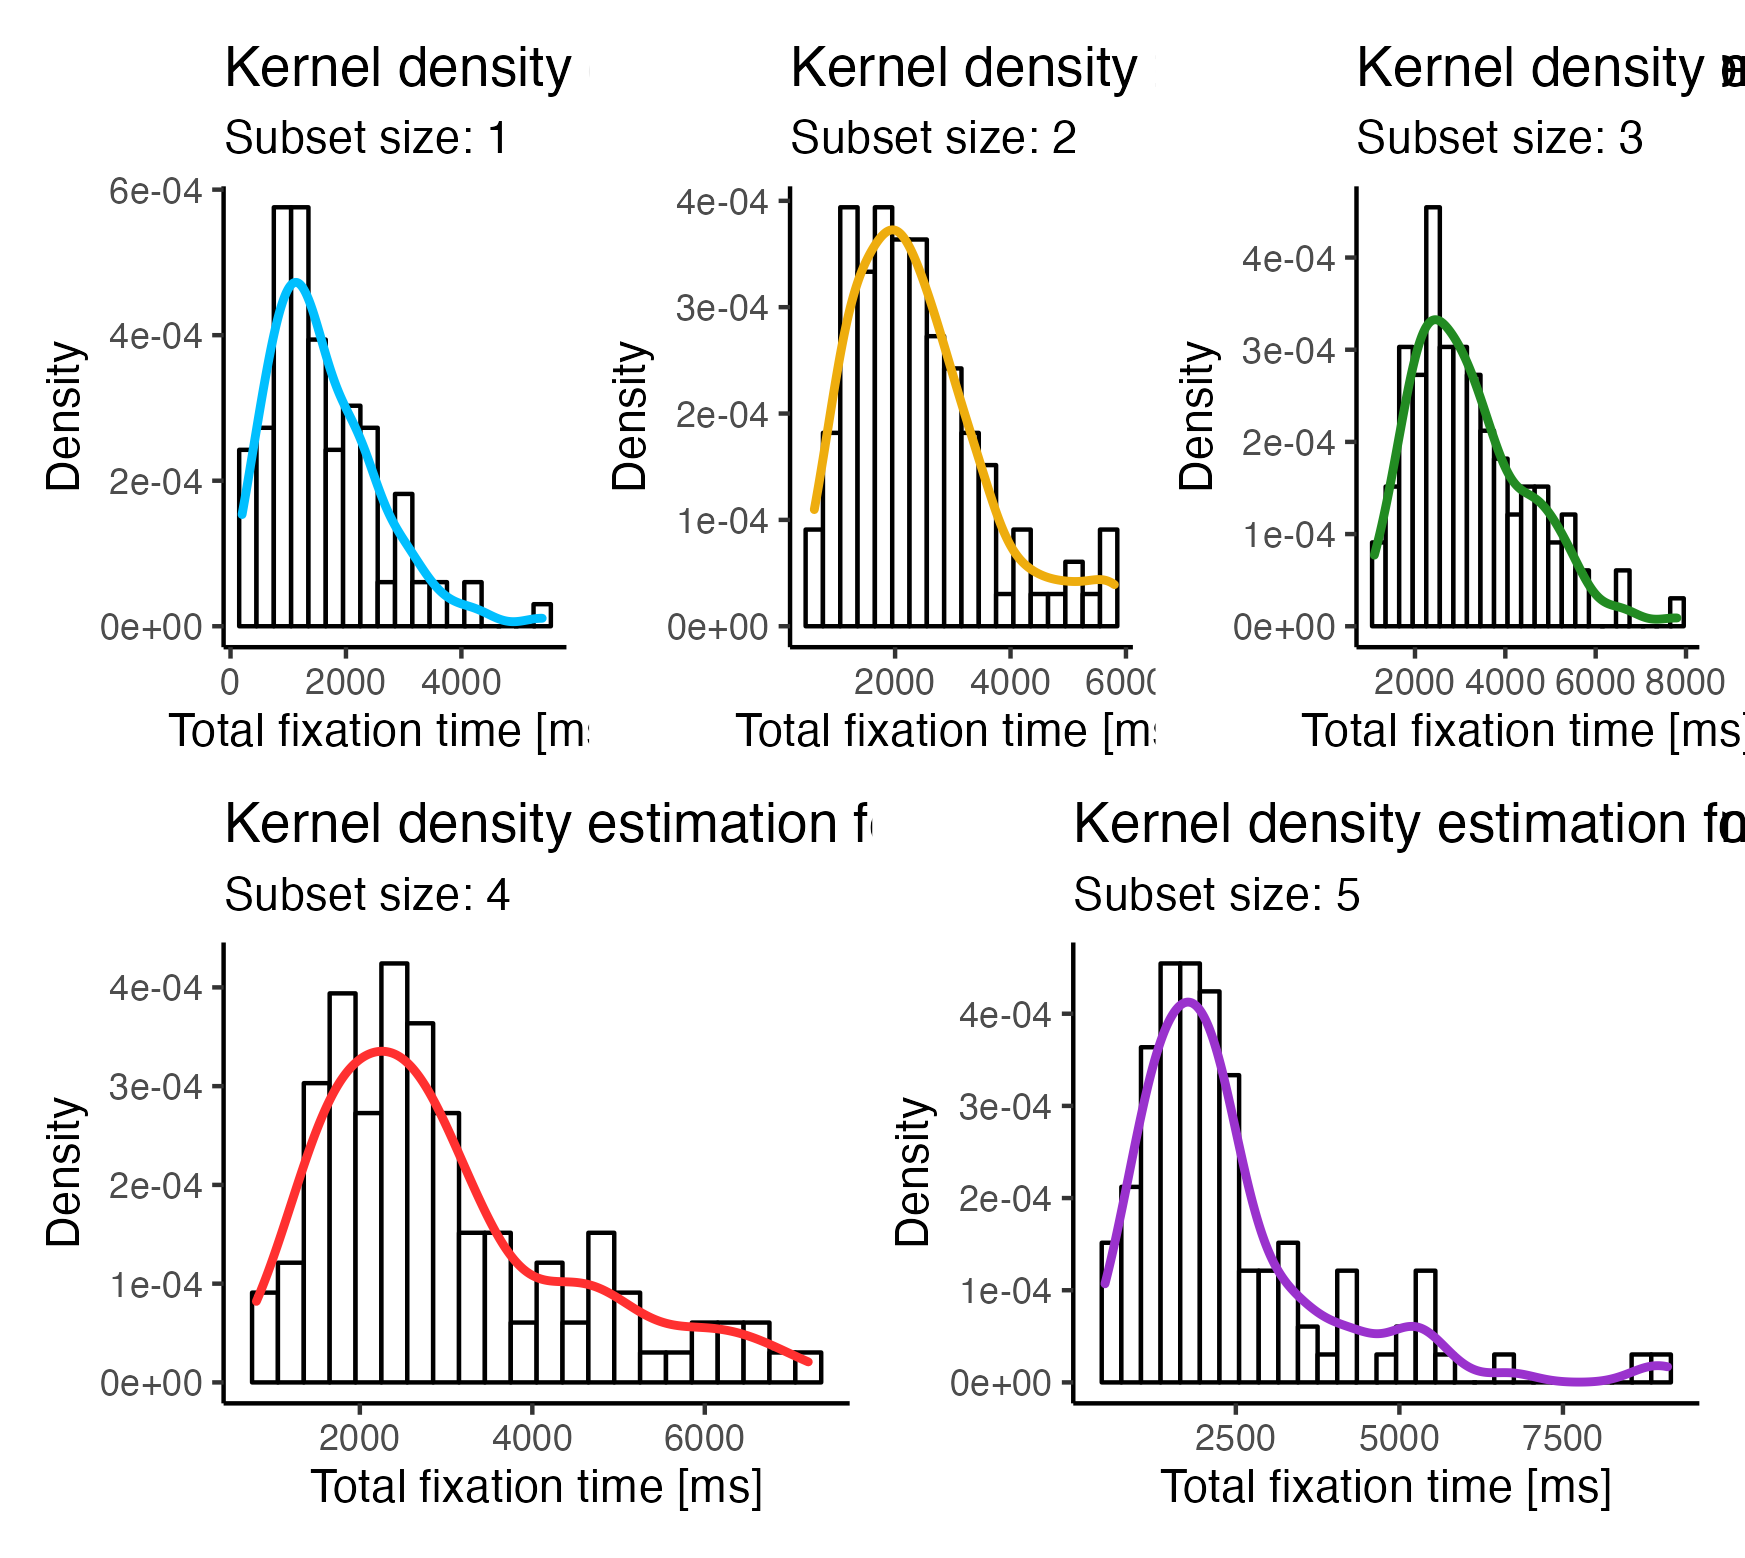 Kernel density
Subset size: 1
6e-04
4e-04
2e-04
0e+00
Density
0 2000 4000
Total fixation time [ms
Kernel density
Subset size: 2
4e-04
3e-04
2e-04
1e-04
0e+00
Density
2000 4000 6000
Total fixation time [ms
Kernel density
Subset size: 3
4e-04
3e-04
2e-04
1e-04
0e+00
Density
2000 4000 6000 8000
Total fixation time [ms]
Kernel density estimation
Subset size: 4
4e-04
3e-04
2e-04
1e-04
0e+00
Density
2000 4000 6000
Total fixation time [ms]
Kernel density estimation
Subset size: 5
4e-04
3e-04
2e-04
1e-04
0e+00
Density
2500 5000 7500
Total fixation time [ms]